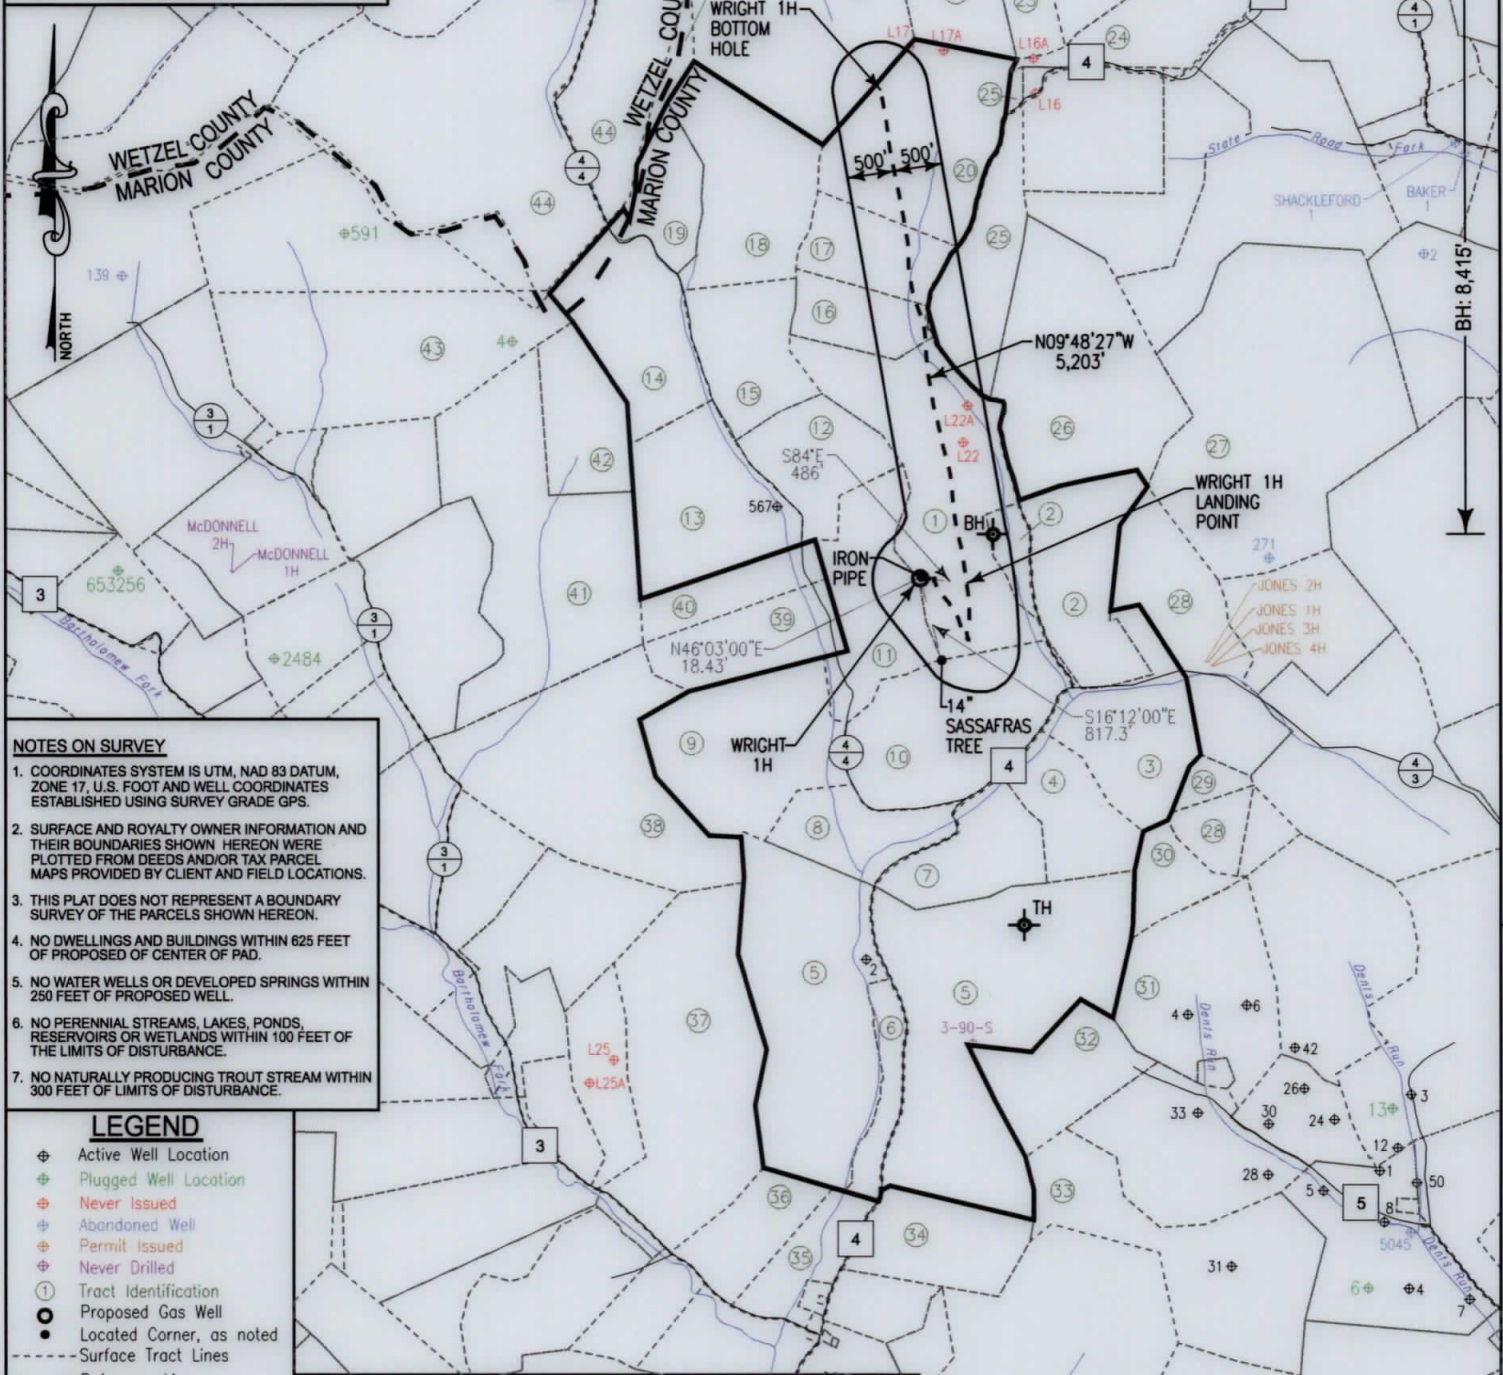 WRIGHT 1H
BOTTOM
HOLE
L17
L17A
L16A
24
4
4
1
WETZEL COU
MARION COUNTY
25
L16
44
4
4
WETZEL COUNTY
MARION COUNTY
500'
500'
20
State Road Fork
SHACKLEFORD
1
BAKER
1
44
591
19
18
17
25
2
139
NORTH
BH: 8,415'
16
43
4
N09°48'27"W
5,203'
14
15
3
1
L22A
12
26
27
S84°E
486'
L22
42
WRIGHT 1H
LANDING
POINT
567
13
1
BH
2
McDONNELL
2H
McDONNELL
1H
IRON
PIPE
271
653256
JONES 2H
JONES 1H
JONES 3H
JONES 4H
3
41
40
39
2
28
3
1
Bartholamew Fork
N46°03'00"E
18.43'
2484
11
14"
SASSAFRAS
TREE
S16°12'00"E
817.3'
NOTES ON SURVEY
1. COORDINATES SYSTEM IS UTM, NAD 83 DATUM,
ZONE 17, U.S. FOOT AND WELL COORDINATES
ESTABLISHED USING SURVEY GRADE GPS.
2. SURFACE AND ROYALTY OWNER INFORMATION AND
THEIR BOUNDARIES SHOWN HEREON WERE
PLOTTED FROM DEEDS AND/OR TAX PARCEL
MAPS PROVIDED BY CLIENT AND FIELD LOCATIONS.
3. THIS PLAT DOES NOT REPRESENT A BOUNDARY
SURVEY OF THE PARCELS SHOWN HEREON.
4. NO DWELLINGS AND BUILDINGS WITHIN 625 FEET
OF PROPOSED OF CENTER OF PAD.
5. NO WATER WELLS OR DEVELOPED SPRINGS WITHIN
250 FEET OF PROPOSED WELL.
6. NO PERENNIAL STREAMS, LAKES, PONDS,
RESERVOIRS OR WETLANDS WITHIN 100 FEET OF
THE LIMITS OF DISTURBANCE.
7. NO NATURALLY PRODUCING TROUT STREAM WITHIN
300 FEET OF LIMITS OF DISTURBANCE.
9
WRIGHT
1H
4
4
10
4
4
3
29
4
3
38
8
28
3
1
30
7
TH
5
2
5
31
Bartholamew Fork
37
6
3-90-S
32
4
6
Dents Run
Dents Run
L25
L25A
42
26
3
33
30
24
13
12
1
28
5
50
5
8
5045
3
36
33
4
34
35
31
6
4
Dents Run
7
LEGEND
Active Well Location
Plugged Well Location
Never Issued
Abandoned Well
Permit Issued
Never Drilled
1 Tract Identification
Proposed Gas Well
Located Corner, as noted
Surface Tract Lines